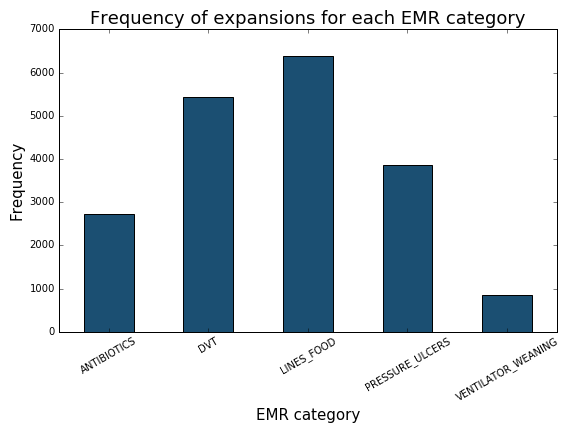 Frequency of expansions for each EMR category
7000
6000
5000
4000
3000
2000
1000
0
Frequency
ANTIBIOTICS
DVT
LINES_FOOD
PRESSURE_ULCERS
VENTILATOR_WEANING
EMR category